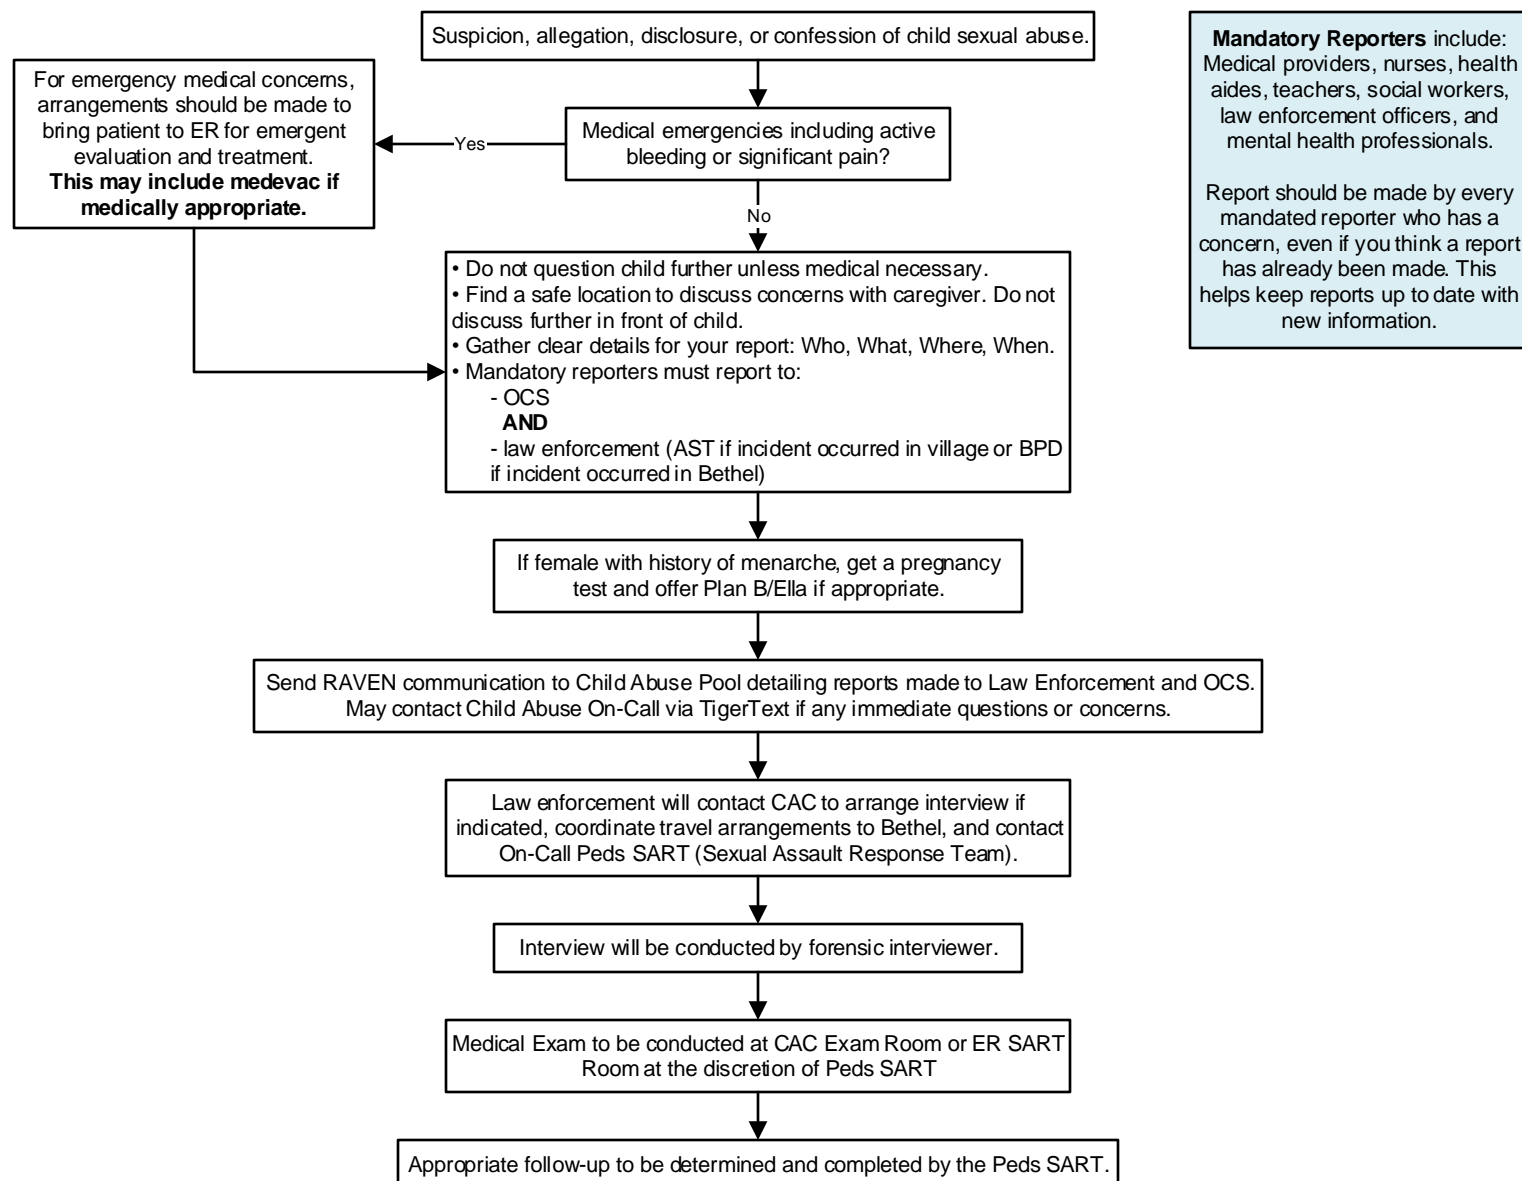 Suspicion, allegation, disclosure, or confession of child sexual abuse.
Mandatory Reporters include:
Medical providers, nurses, health
aides, teachers, social workers,
law enforcement officers, and
mental health professionals.
Report should be made by every
mandated reporter who has a
concern, even if you think a report
has already been made. This
helps keep reports up to date with
new information.
For emergency medical concerns,
arrangements should be made to
bring patient to ER for emergent
evaluation and treatment.
This may include medevac if
medically appropriate.
Yes
Medical emergencies including active
bleeding or significant pain?
No
• Do not question child further unless medical necessary.
• Find a safe location to discuss concerns with caregiver. Do not
discuss further in front of child.
• Gather clear details for your report: Who, What, Where, When.
• Mandatory reporters must report to:
- OCS
AND
- law enforcement (AST if incident occurred in village or BPD
if incident occurred in Bethel)
If female with history of menarche, get a pregnancy
test and offer Plan B/Ella if appropriate.
Send RAVEN communication to Child Abuse Pool detailing reports made to Law Enforcement and OCS.
May contact Child Abuse On-Call via TigerText if any immediate questions or concerns.
Law enforcement will contact CAC to arrange interview if
indicated, coordinate travel arrangements to Bethel, and contact
On-Call Peds SART (Sexual Assault Response Team).
Interview will be conducted by forensic interviewer.
Medical Exam to be conducted at CAC Exam Room or ER SART
Room at the discretion of Peds SART
Appropriate follow-up to be determined and completed by the Peds SART.